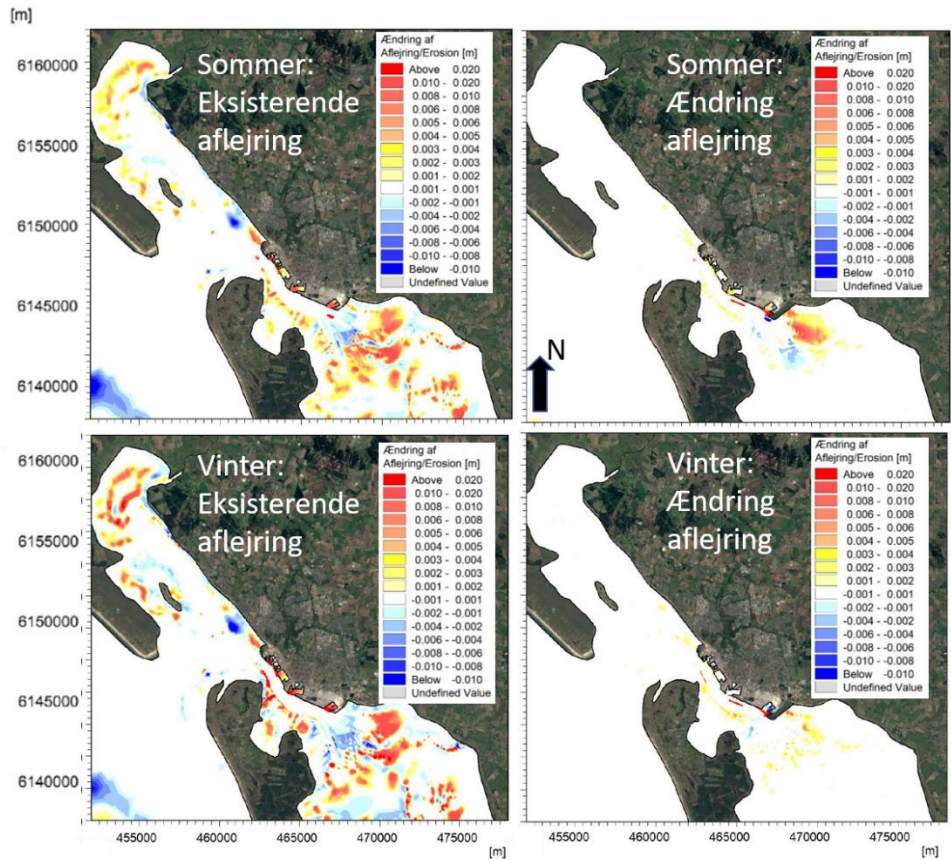 [m]
6160000
6155000
6150000
6145000
6140000
Sommer:
Eksisterende
aflejring
Ændring af
Aflejring/Erosion [m]
Above 0.020
0.010 - 0.020
0.008 - 0.010
0.006 - 0.008
0.005 - 0.006
0.004 - 0.005
0.003 - 0.004
0.002 - 0.003
0.001 - 0.002
-0.001 - 0.001
-0.002 - -0.001
-0.004 - -0.002
-0.006 - -0.004
-0.008 - -0.006
-0.010 - -0.008
Below -0.010
Undefined Value
Sommer:
Ændring
aflejring
Ændring af
Aflejring/Erosion [m]
Above 0.020
0.010 - 0.020
0.008 - 0.010
0.006 - 0.008
0.005 - 0.006
0.004 - 0.005
0.003 - 0.004
0.002 - 0.003
0.001 - 0.002
-0.001 - 0.001
-0.002 - -0.001
-0.004 - -0.002
-0.006 - -0.004
-0.008 - -0.006
-0.010 - -0.008
Below -0.010
Undefined Value
N
6160000
6155000
6150000
6145000
6140000
Vinter:
Eksisterende
aflejring
Ændring af
Aflejring/Erosion [m]
Above 0.020
0.010 - 0.020
0.008 - 0.010
0.006 - 0.008
0.005 - 0.006
0.004 - 0.005
0.003 - 0.004
0.002 - 0.003
0.001 - 0.002
-0.001 - 0.001
-0.002 - -0.001
-0.004 - -0.002
-0.006 - -0.004
-0.008 - -0.006
-0.010 - -0.008
Below -0.010
Undefined Value
Vinter:
Ændring
aflejring
Ændring af
Aflejring/Erosion [m]
Above 0.020
0.010 - 0.020
0.008 - 0.010
0.006 - 0.008
0.005 - 0.006
0.004 - 0.005
0.003 - 0.004
0.002 - 0.003
0.001 - 0.002
-0.001 - 0.001
-0.002 - -0.001
-0.004 - -0.002
-0.006 - -0.004
-0.008 - -0.006
-0.010 - -0.008
Below -0.010
Undefined Value
455000 460000 465000 470000 475000
[m]
455000 460000 465000 470000 475000
[m]